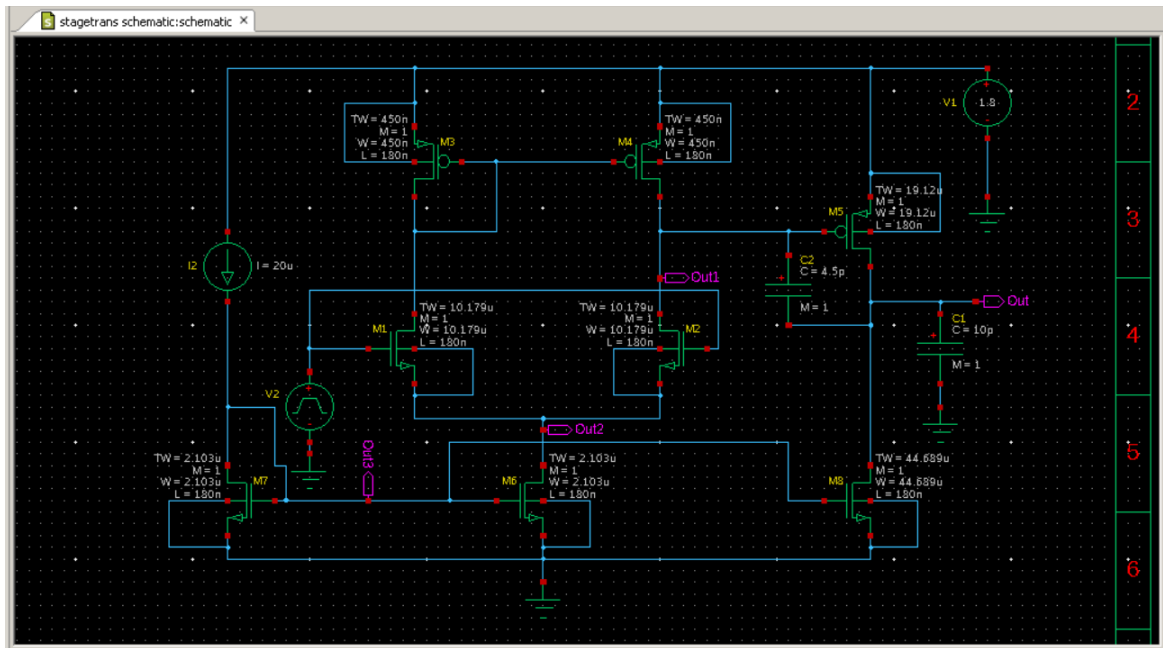 stagetrans schematic:schematic
V1
1.8
2
TW = 450n
M = 1
W = 450n
L = 180n
M3
TW = 450n
M = 1
W = 450n
L = 180n
M4
TW = 19.12u
M = 1
W = 19.12u
L = 180n
M5
3
I2
I = 20u
C2
C = 4.5p
M = 1
Out1
Out
TW = 10.179u
M = 1
W = 10.179u
L = 180n
M1
TW = 10.179u
M = 1
W = 10.179u
L = 180n
M2
C1
C = 10p
M = 1
4
V2
Out2
Out3
TW = 2.103u
M = 1
W = 2.103u
L = 180n
M7
TW = 2.103u
M = 1
W = 2.103u
L = 180n
M6
TW = 44.689u
M = 1
W = 44.689u
L = 180n
M8
5
6